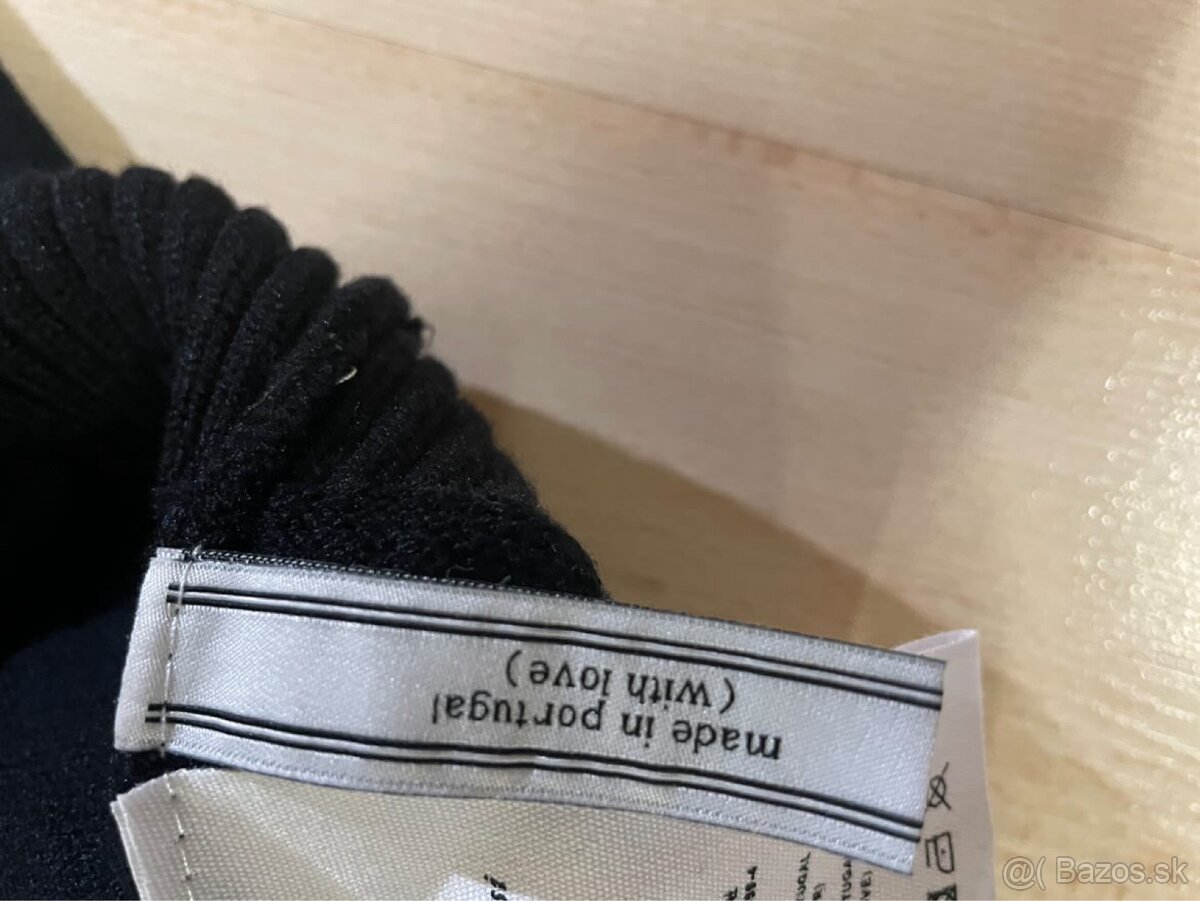 made in portugal
(with love)
@( Bazos.sk